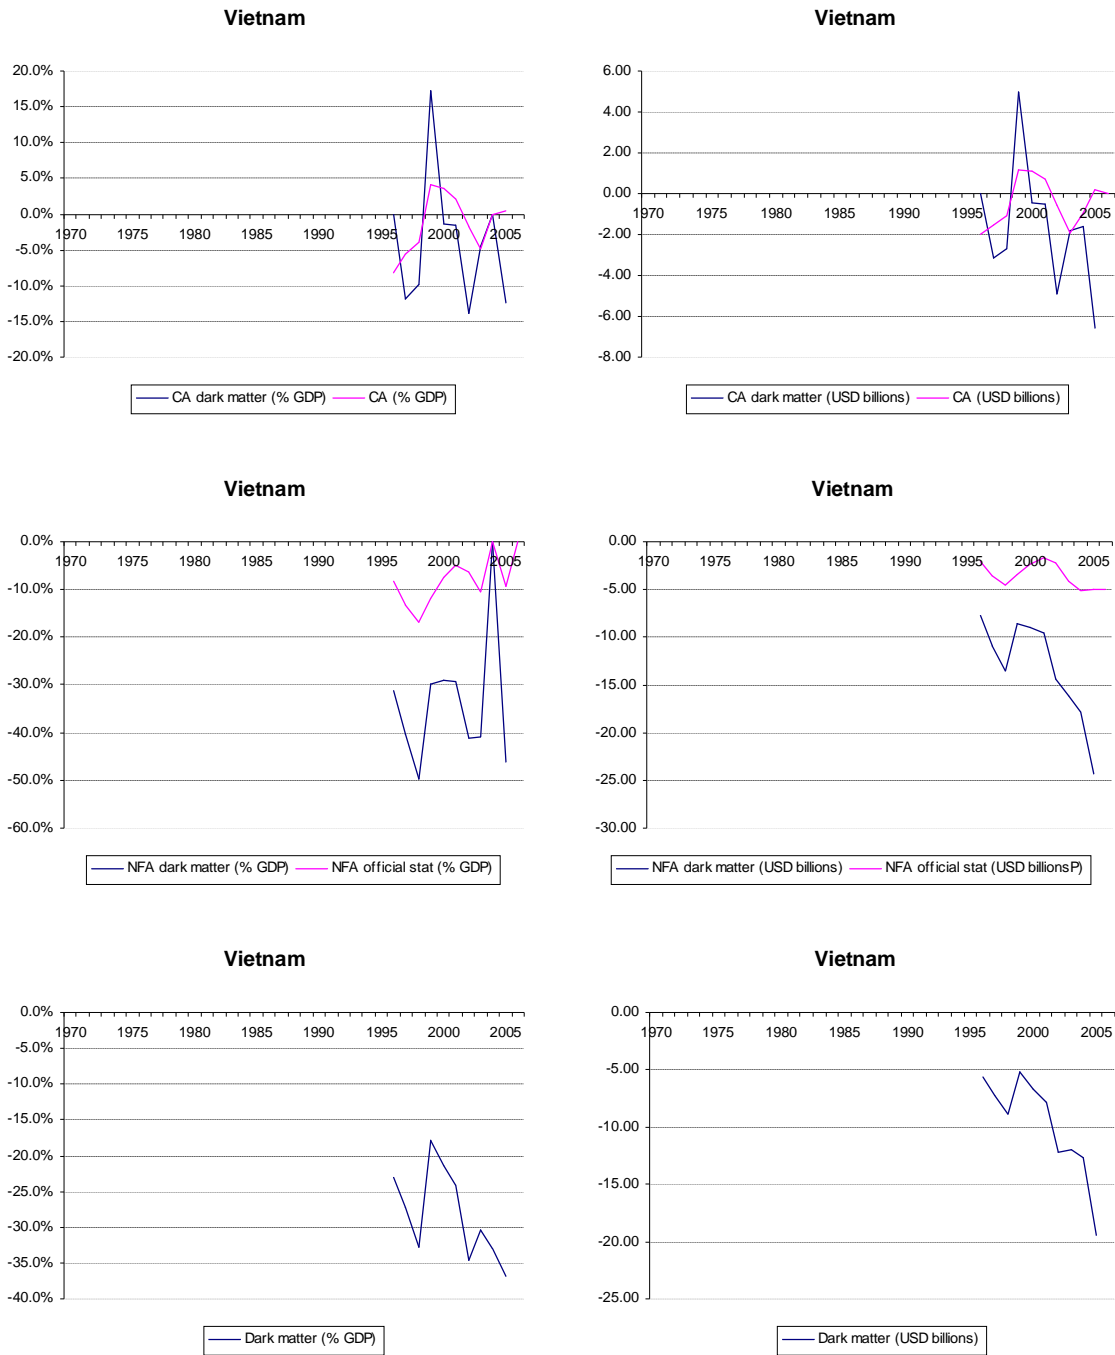 Vietnam
20.0%
15.0%
10.0%
5.0%
0.0%
-5.0%
-10.0%
-15.0%
-20.0%
1970 1975 1980 1985 1990 1995 2000 2005
CA dark matter (% GDP) CA (% GDP)
Vietnam
6.00
4.00
2.00
0.00
-2.00
-4.00
-6.00
-8.00
1970 1975 1980 1985 1990 1995 2000 2005
CA dark matter (USD billions) CA (USD billions)
Vietnam
0.0%
-10.0%
-20.0%
-30.0%
-40.0%
-50.0%
-60.0%
1970 1975 1980 1985 1990 1995 2000 2005
NFA dark matter (% GDP) NFA official stat (% GDP)
Vietnam
0.00
-5.00
-10.00
-15.00
-20.00
-25.00
-30.00
1970 1975 1980 1985 1990 1995 2000 2005
NFA dark matter (USD billions) NFA official stat (USD billionsP)
Vietnam
0.0%
-5.0%
-10.0%
-15.0%
-20.0%
-25.0%
-30.0%
-35.0%
-40.0%
1970 1975 1980 1985 1990 1995 2000 2005
Dark matter (% GDP)
Vietnam
0.00
-5.00
-10.00
-15.00
-20.00
-25.00
1970 1975 1980 1985 1990 1995 2000 2005
Dark matter (USD billions)